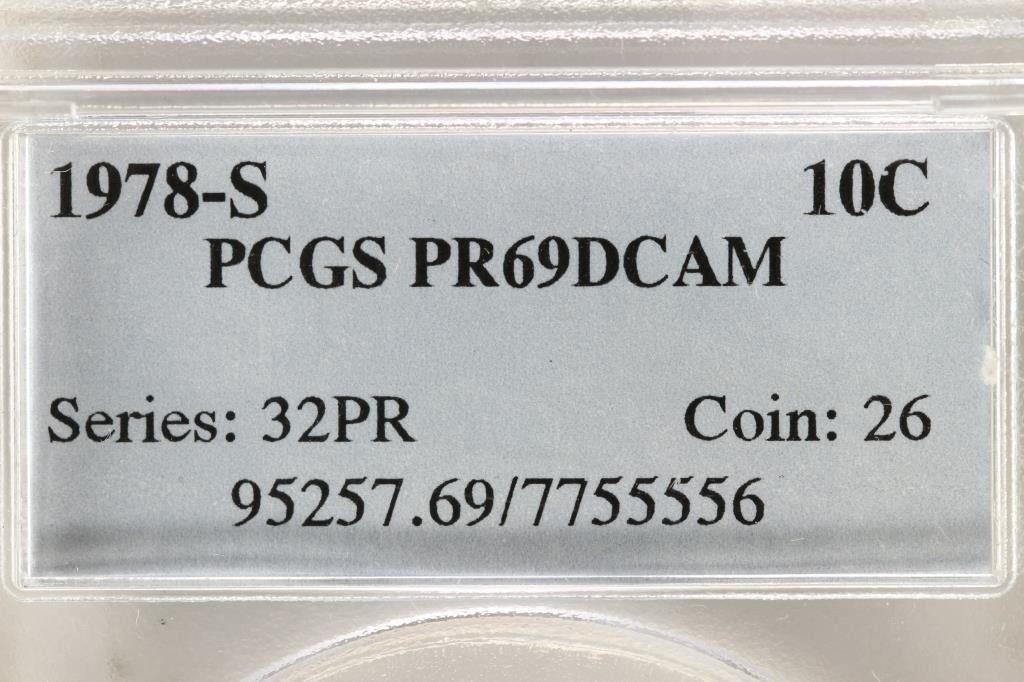 1978-S 10C
PCGS PR69DCAM
Series: 32PR Coin: 26
95257.69/7755556